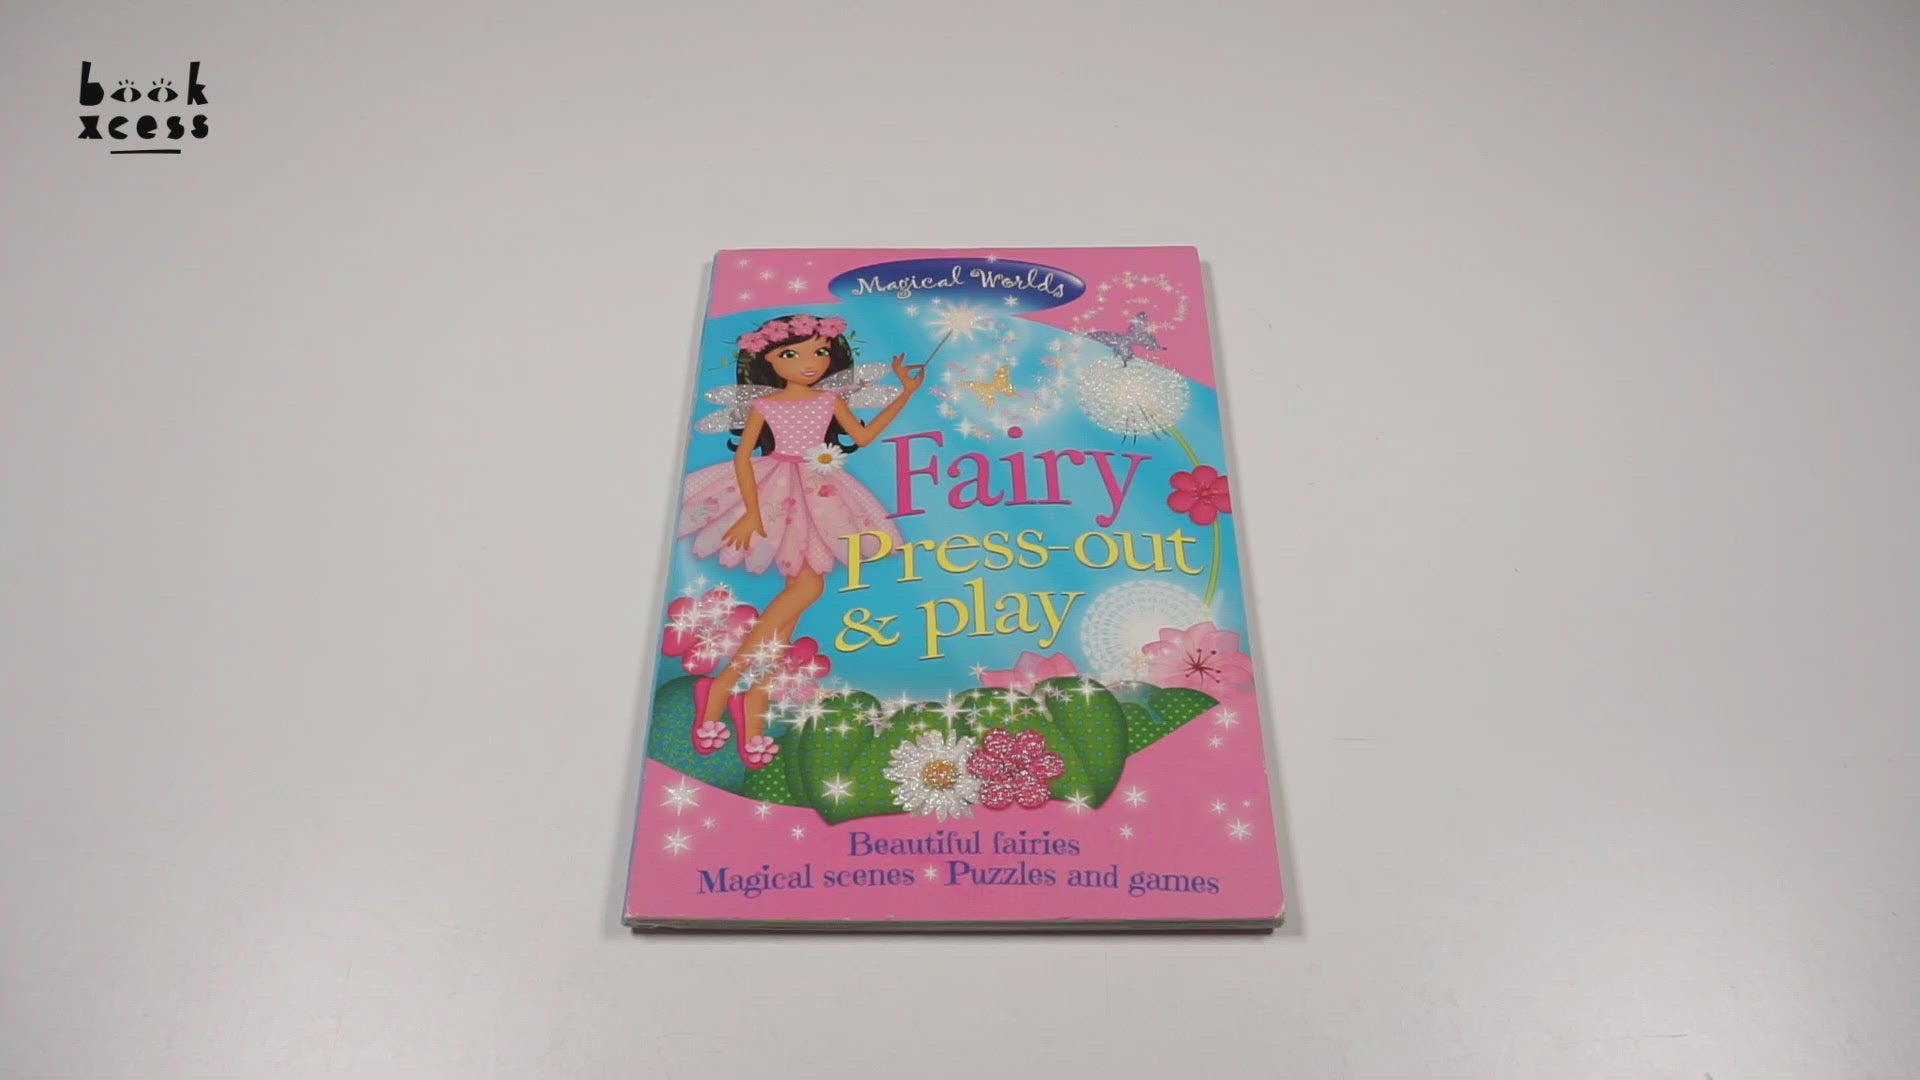 book
xcess
Magical Worlds
Fairy
Press-out
& play
Beautiful fairies
Magical scenes * Puzzles and games